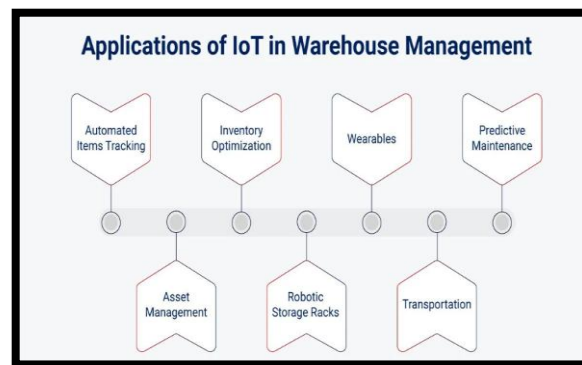 Applications of IoT in Warehouse Management
Automated
Items Tracking
Inventory
Optimization
Wearables
Predictive
Maintenance
Asset
Management
Robotic
Storage Racks
Transportation